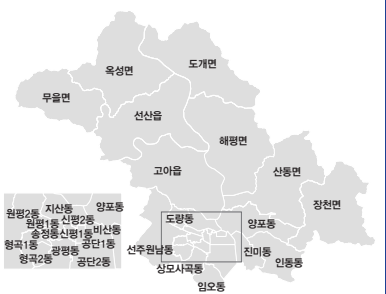 도개면
옥성면
무을면
선산읍
해평면
고아읍
산동면
장천면
도량동
양포동
선주원남동
진미동
인동동
상모사곡동
임오동
원평2동
지산동
양포동
원평1동
신평2동
송정동
신평1동
비산동
형곡1동
광평동
공단1동
형곡2동
공단2동